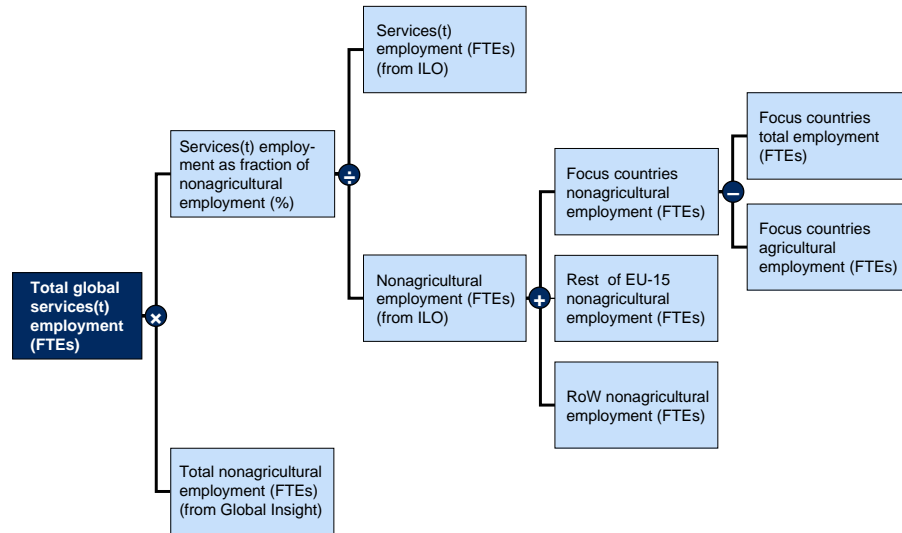 Services(t)
employment (FTEs)
(from ILO)
Focus countries
total employment
(FTEs)
Services(t) employ-
ment as fraction of
nonagricultural
employment (%)
÷
Focus countries
nonagricultural
employment (FTEs)
–
Focus countries
agricultural
employment (FTEs)
Total global
services(t)
employment
(FTEs)
×
Nonagricultural
employment (FTEs)
(from ILO)
+
Rest of EU-15
nonagricultural
employment (FTEs)
RoW nonagricultural
employment (FTEs)
Total nonagricultural
employment (FTEs)
(from Global Insight)